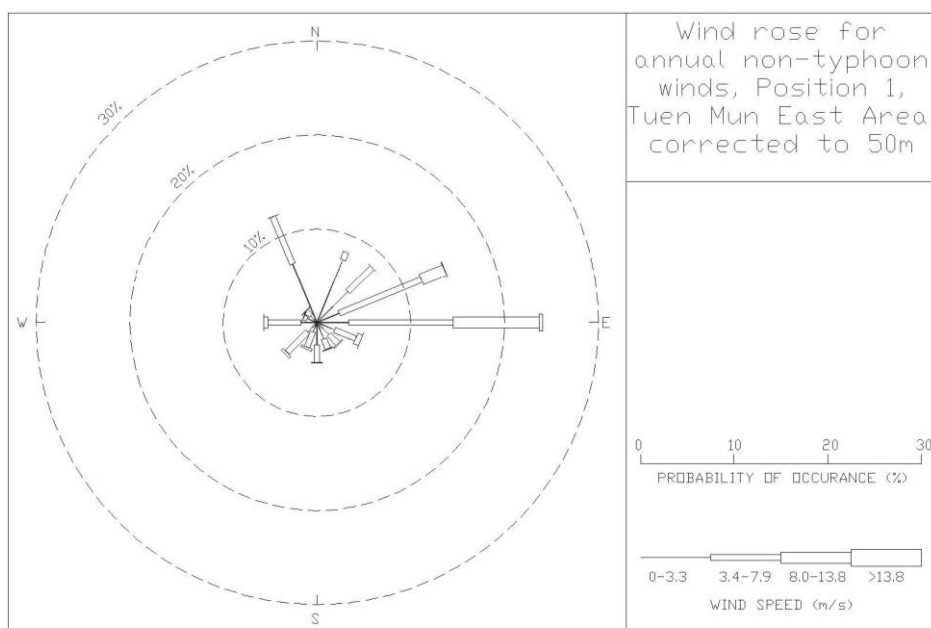 Wind rose for
annual non-typhoon
winds, Position 1,
Tuen Mun East Area,
corrected to 50m
N
30%
20%
10%
W
E
S
0 10 20 30
PROBABILITY OF OCCURANCE (%)
0-3.3 3.4-7.9 8.0-13.8 >13.8
WIND SPEED (m/s)